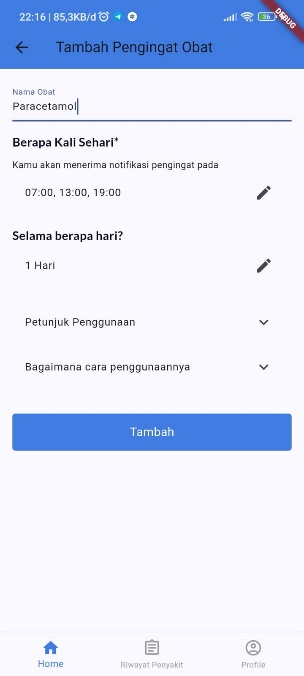 22:16 | 85,3KB/d
36
DEBUG
Tambah Pengingat Obat
Nama Obat
Paracetamol
Berapa Kali Sehari*
Kamu akan menerima notifikasi pengingat pada
07:00, 13:00, 19:00
Selama berapa hari?
1 Hari
Petunjuk Penggunaan
Bagaimana cara penggunaannya
Tambah
Home
Riwayat Penyakit
Profile